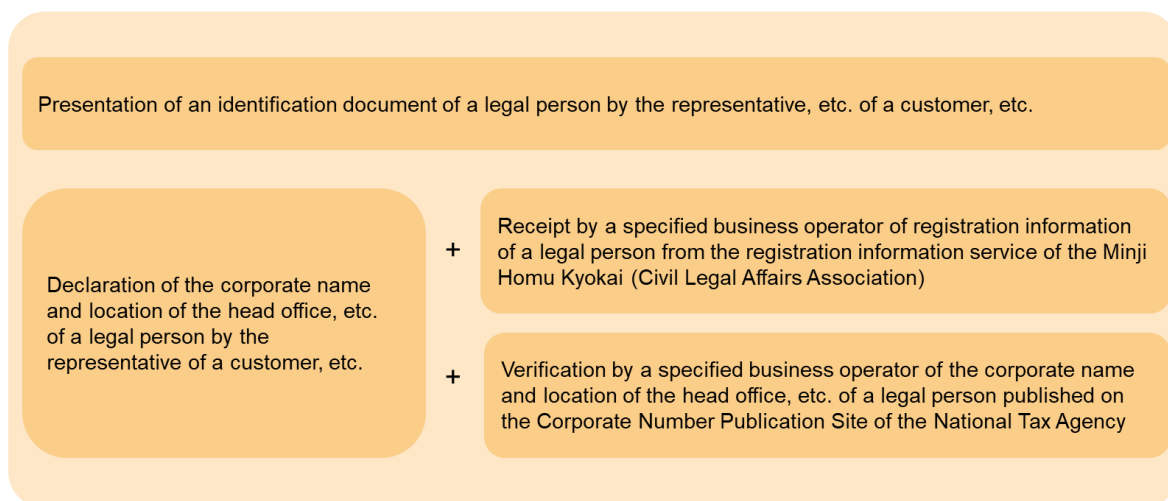 Presentation of an identification document of a legal person by the representative, etc. of a customer, etc.
Declaration of the corporate name
and location of the head office, etc.
of a legal person by the
representative of a customer, etc.
+
Receipt by a specified business operator of registration information
of a legal person from the registration information service of the Minji
Homu Kyokai (Civil Legal Affairs Association)
+
Verification by a specified business operator of the corporate name
and location of the head office, etc. of a legal person published on
the Corporate Number Publication Site of the National Tax Agency